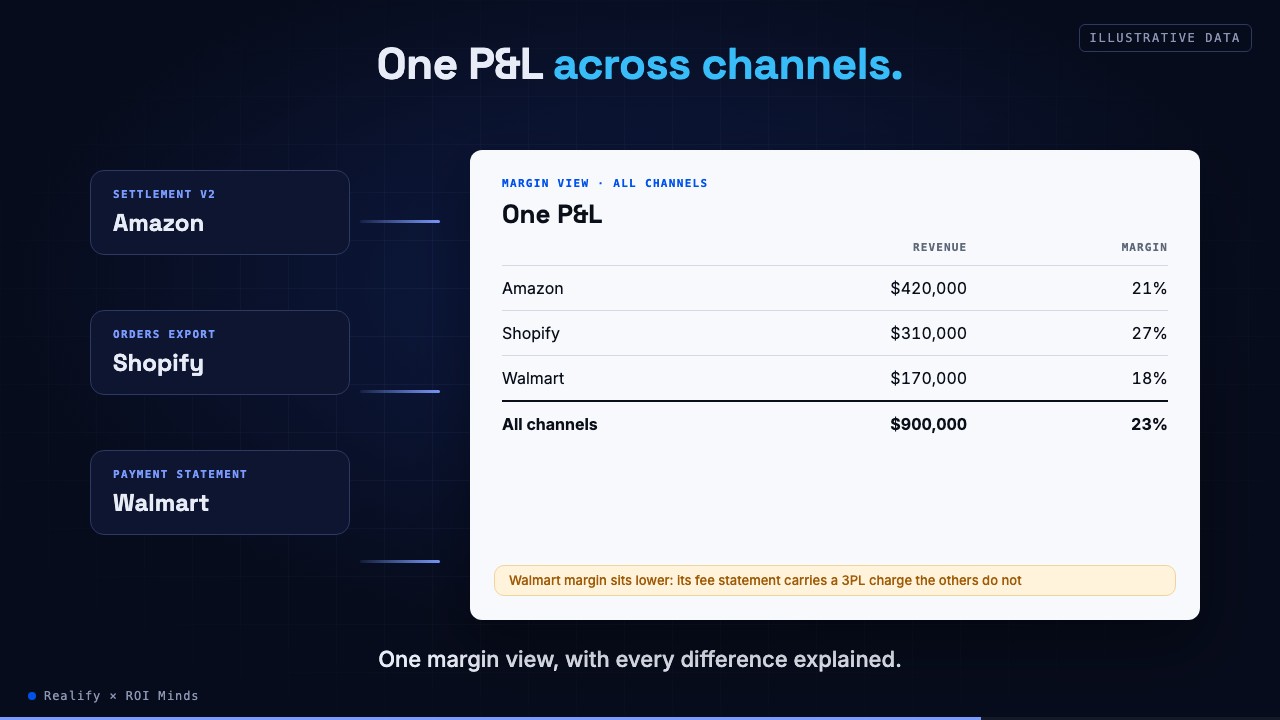 ILLUSTRATIVE DATA
One P&L across channels.
SETTLEMENT V2
Amazon
ORDERS EXPORT
Shopify
PAYMENT STATEMENT
Walmart
MARGIN VIEW · ALL CHANNELS
One P&L
REVENUE MARGIN
Amazon $420,000 21%
Shopify $310,000 27%
Walmart $170,000 18%
All channels $900,000 23%
Walmart margin sits lower: its fee statement carries a 3PL charge the others do not
One margin view, with every difference explained.
Realify × ROI Minds